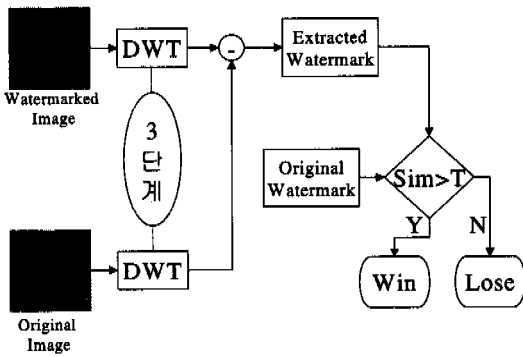 Watermarked
Image
DWT
-
Extracted
Watermark
3
단
계
Original
Watermark
Sim>T
Y
N
Win
Lose
DWT
Original
Image